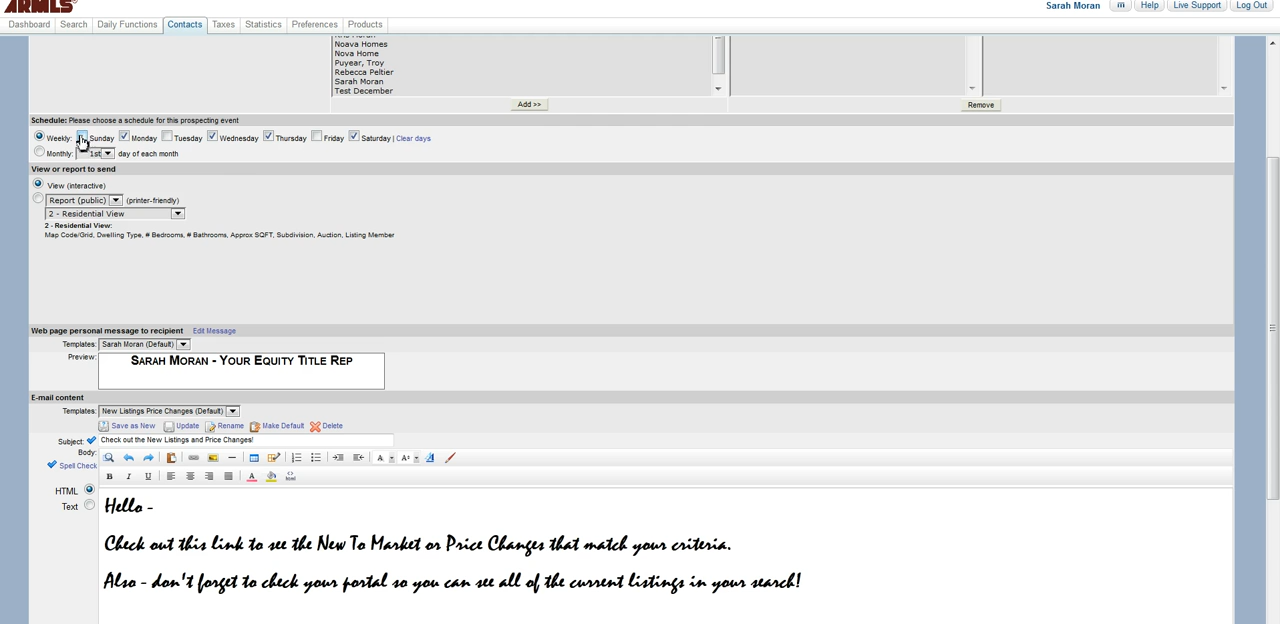 ARMLS
Sarah Moran m Help Live Support Log Out
Dashboard Search Daily Functions Contacts Taxes Statistics Preferences Products
Noava Homes
Nova Home
Puyear, Troy
Rebecca Peltier
Sarah Moran
Test December
Add >> Remove
Schedule: Please choose a schedule for this prospecting event
Weekly: Sunday Monday Tuesday Wednesday Thursday Friday Saturday | Clear days
Monthly: 1st day of each month
View or report to send
View (interactive)
Report (public) (printer-friendly)
2 - Residential View
2 - Residential View:
Map Code/Grid, Dwelling Type, # Bedrooms, # Bathrooms, Approx SQFT, Subdivision, Auction, Listing Member
Web page personal message to recipient Edit Message
Templates: Sarah Moran (Default)
Preview: Sarah Moran - Your Equity Title Rep
E-mail content
Templates: New Listings Price Changes (Default)
Save as New Update Rename Make Default Delete
Subject: Check out the New Listings and Price Changes!
Body:
Spell Check
B I U A
HTML
Text
Hello -
Check out this link to see the New To Market or Price Changes that match your criteria.
Also - don't forget to check your portal so you can see all of the current listings in your search!